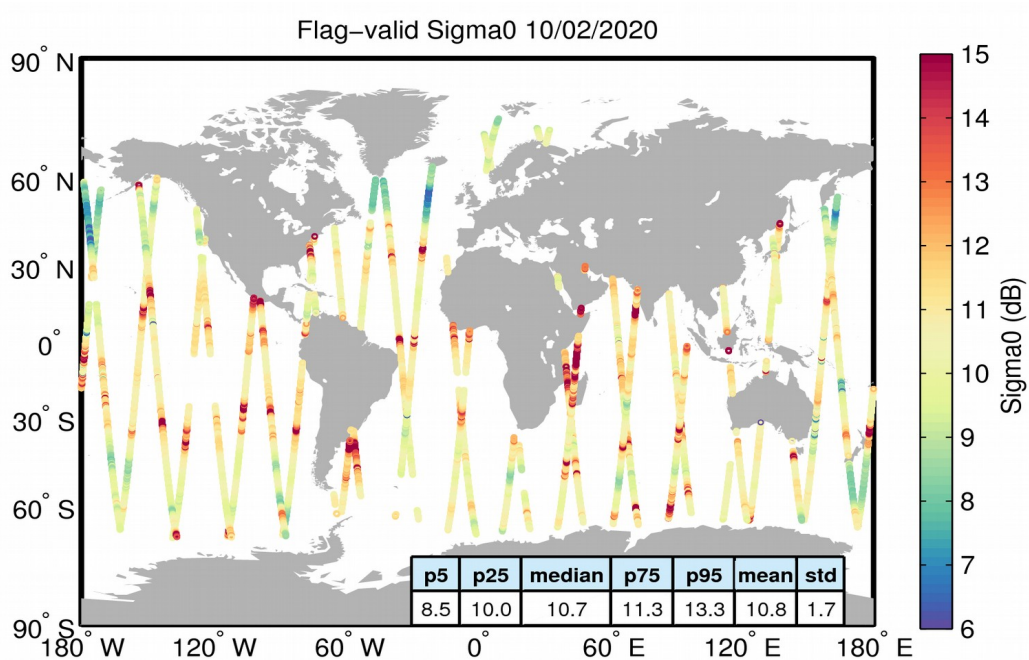 Flag−valid Sigma0 10/02/2020
90° N
60° N
30° N
0°
30° S
60° S
90° S
180° W
120° W
60° W
0°
60° E
120° E
180° E
p5 p25 median p75 p95 mean std
8.5 10.0 10.7 11.3 13.3 10.8 1.7
15
14
13
12
11
10
9
8
7
6
Sigma0 (dB)